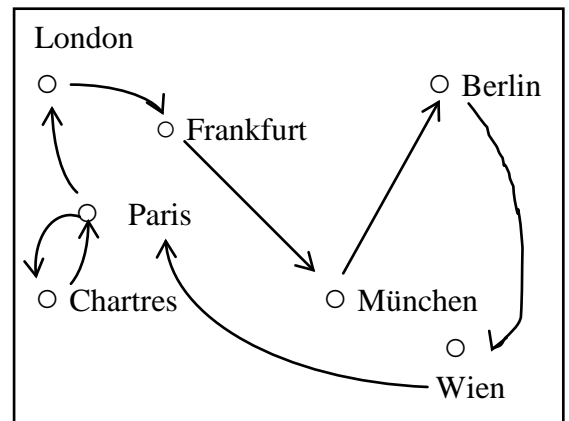 London
Berlin
Frankfurt
Paris
Chartres
München
Wien